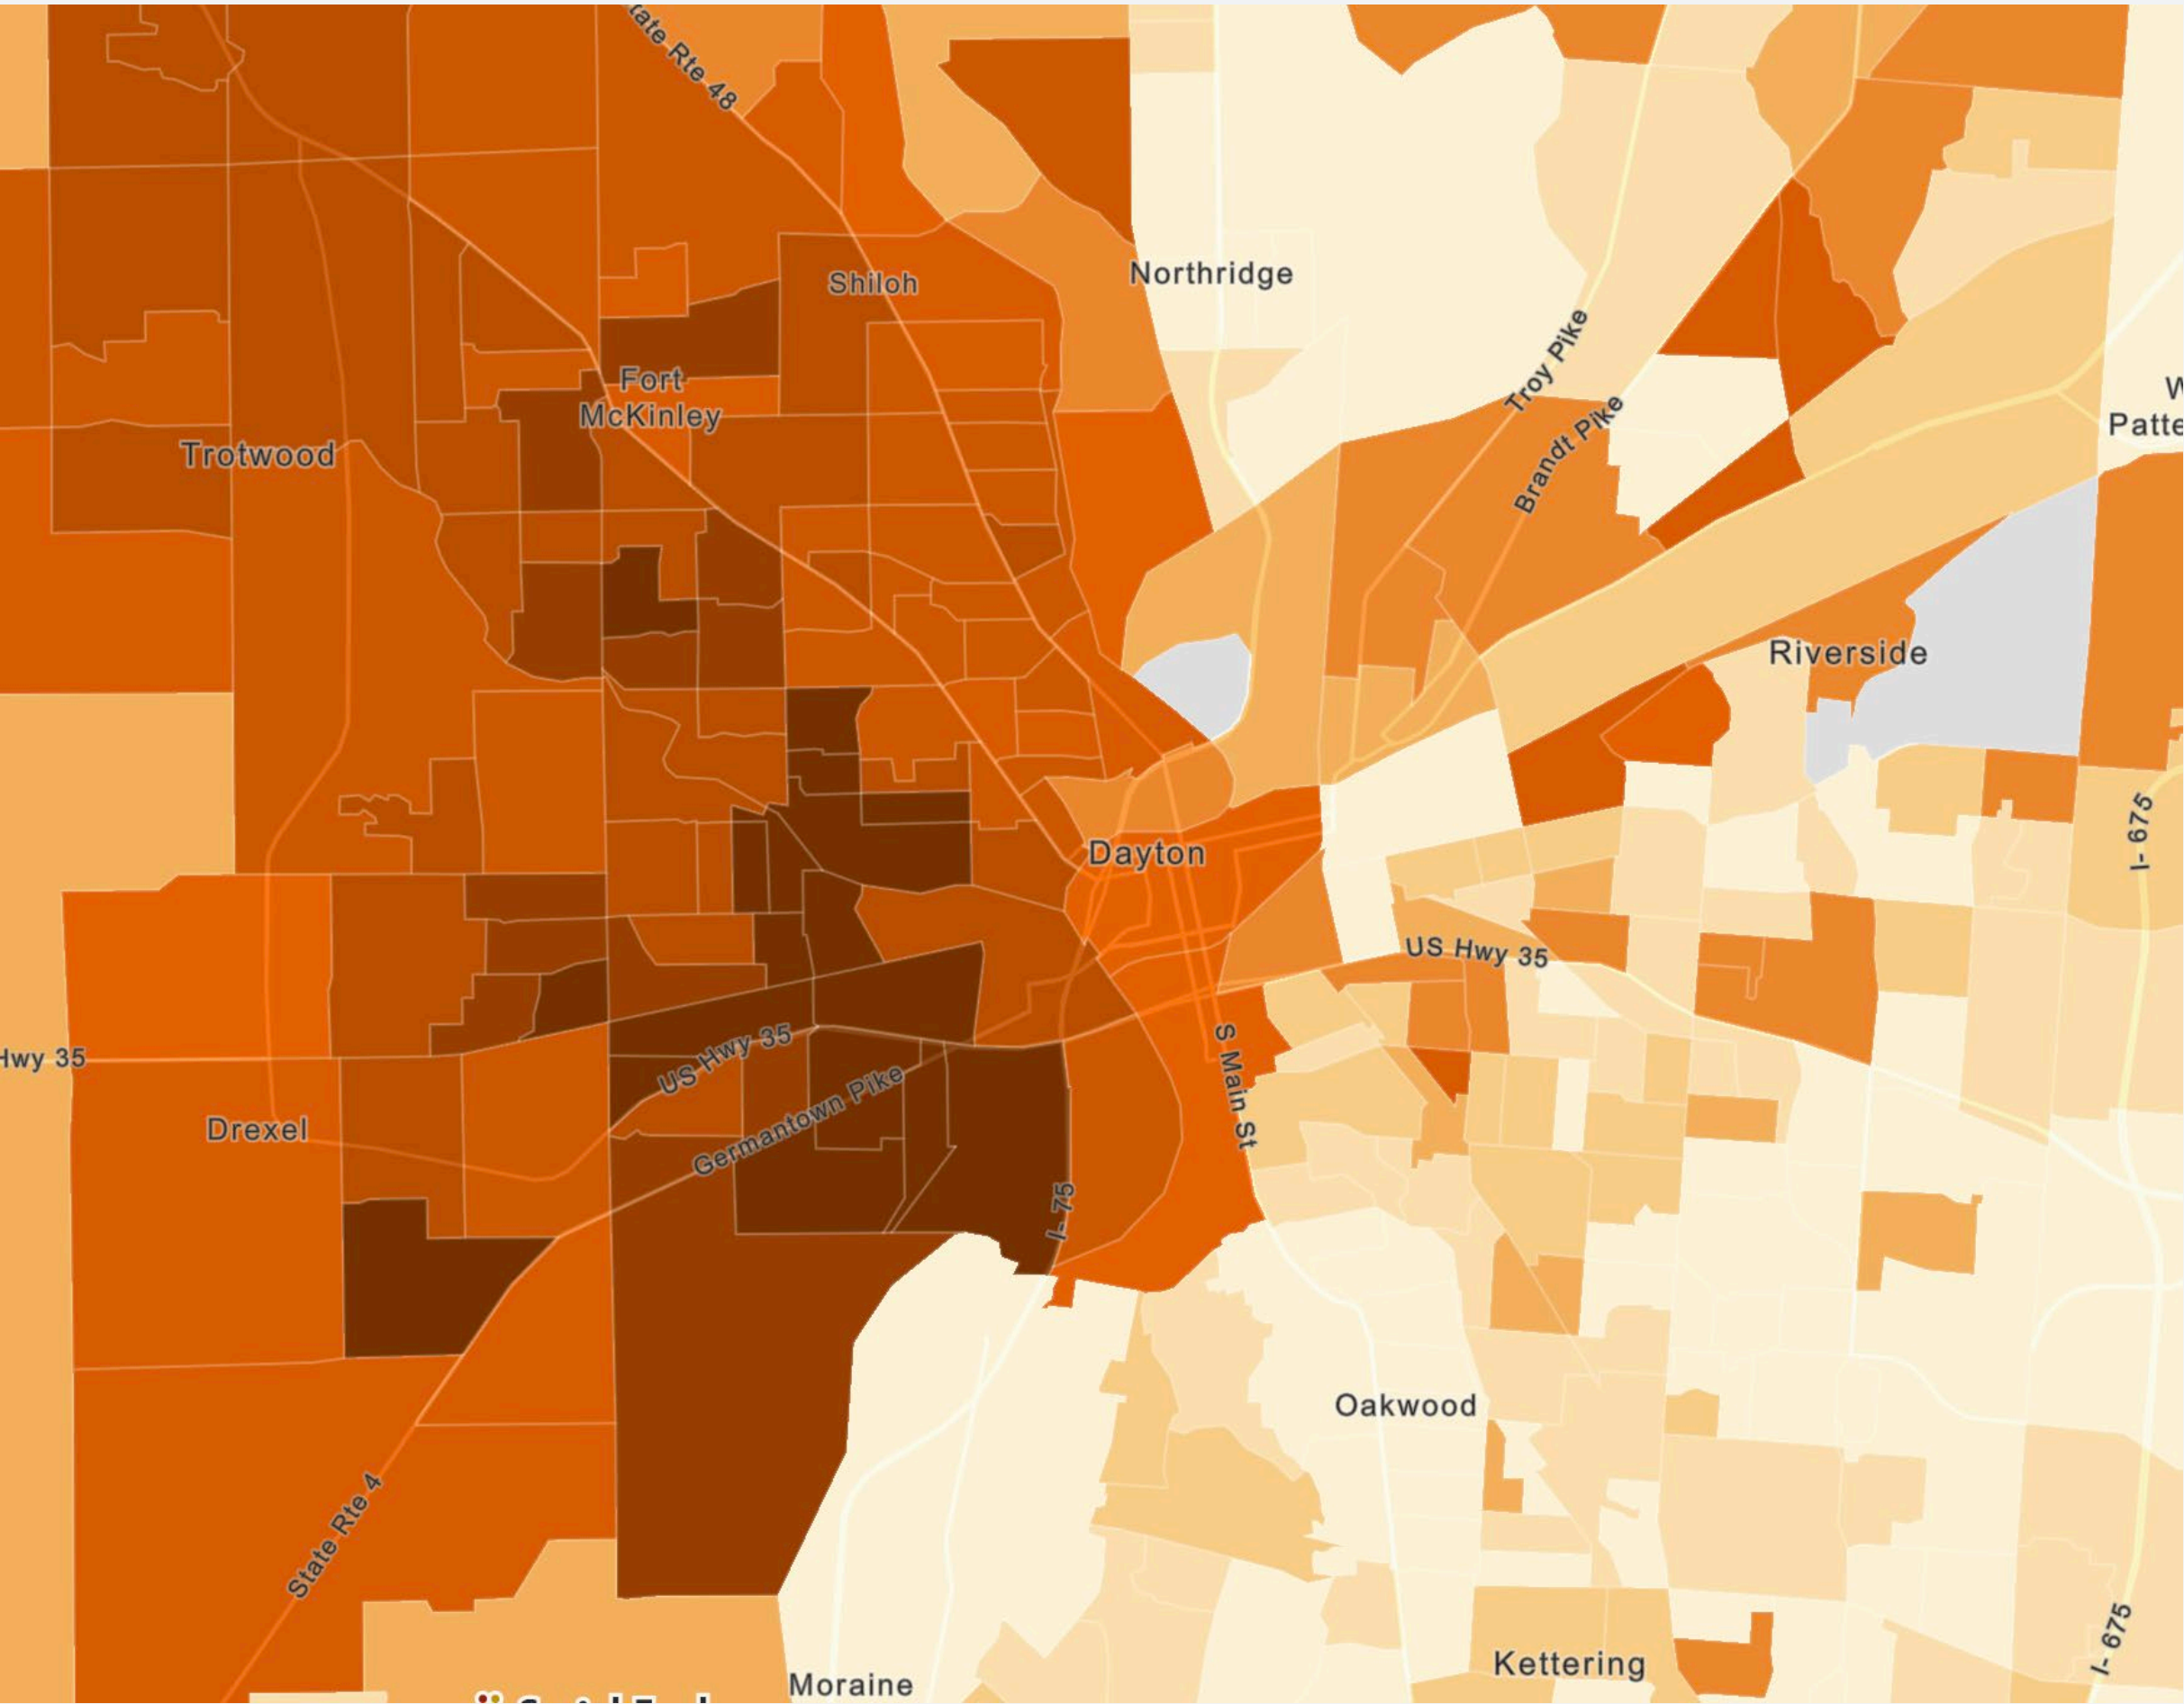 tate Rte 48
Shiloh
Northridge
Fort
McKinley
Troy Pike
Trotwood
Brandt Pike
Patte
Riverside
I- 675
Dayton
US Hwy 35
Hwy 35
US Hwy 35
Germantown Pike
S Main St
Drexel
I- 75
Oakwood
State Rte 4
Kettering
I- 675
Moraine